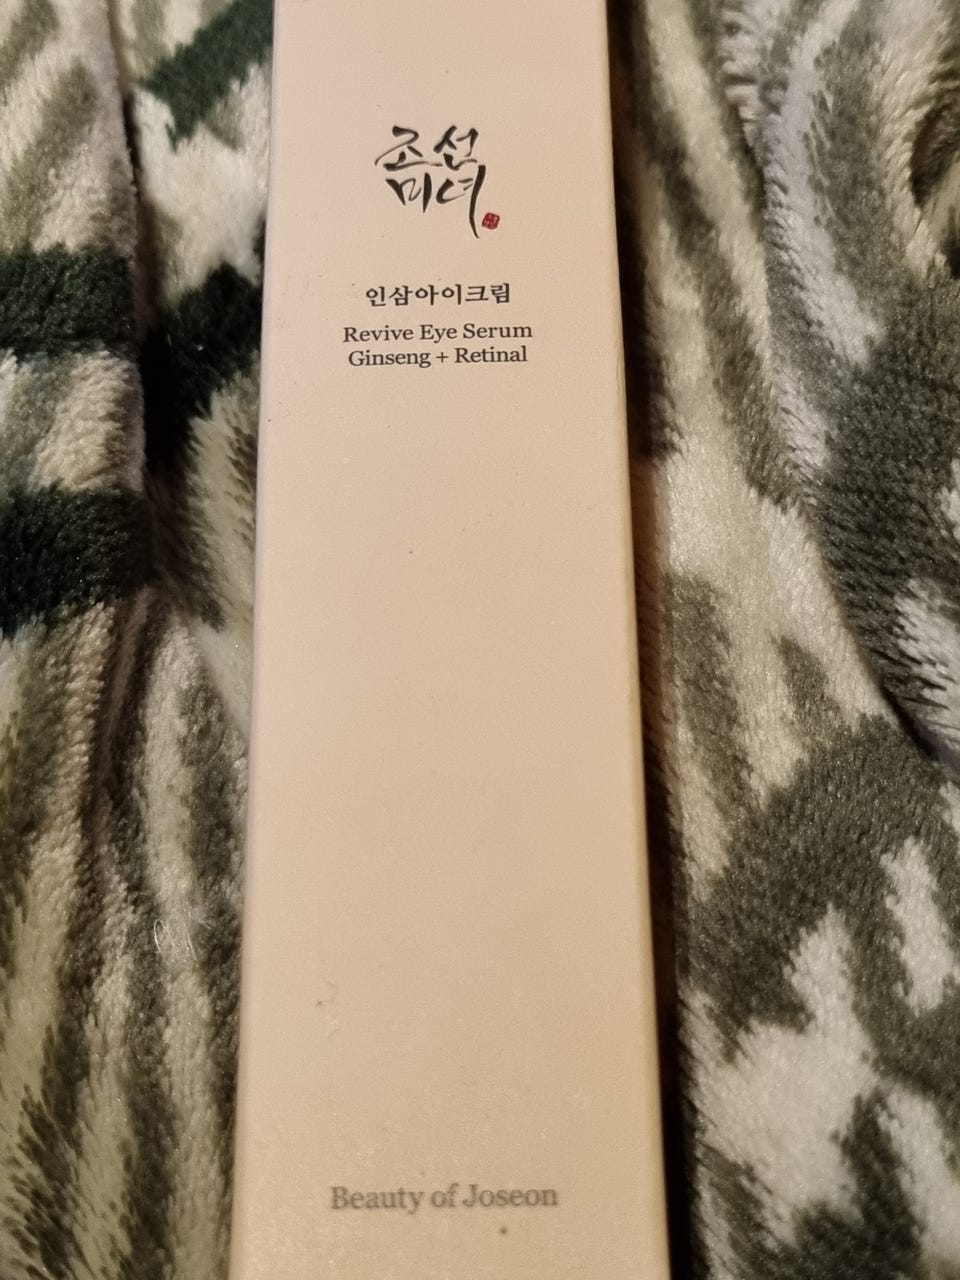 조선
미녀
인삼아이크림
Revive Eye Serum
Ginseng + Retinal
Beauty of Joseon